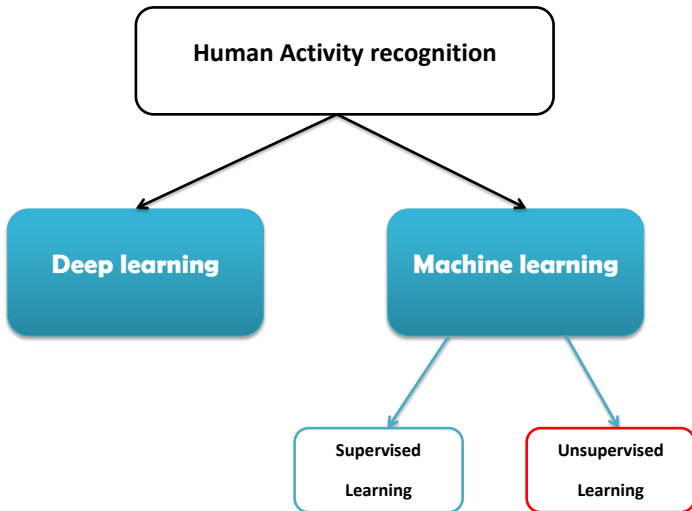 Human Activity recognition
Deep learning
Machine learning
Supervised
Learning
Unsupervised
Learning